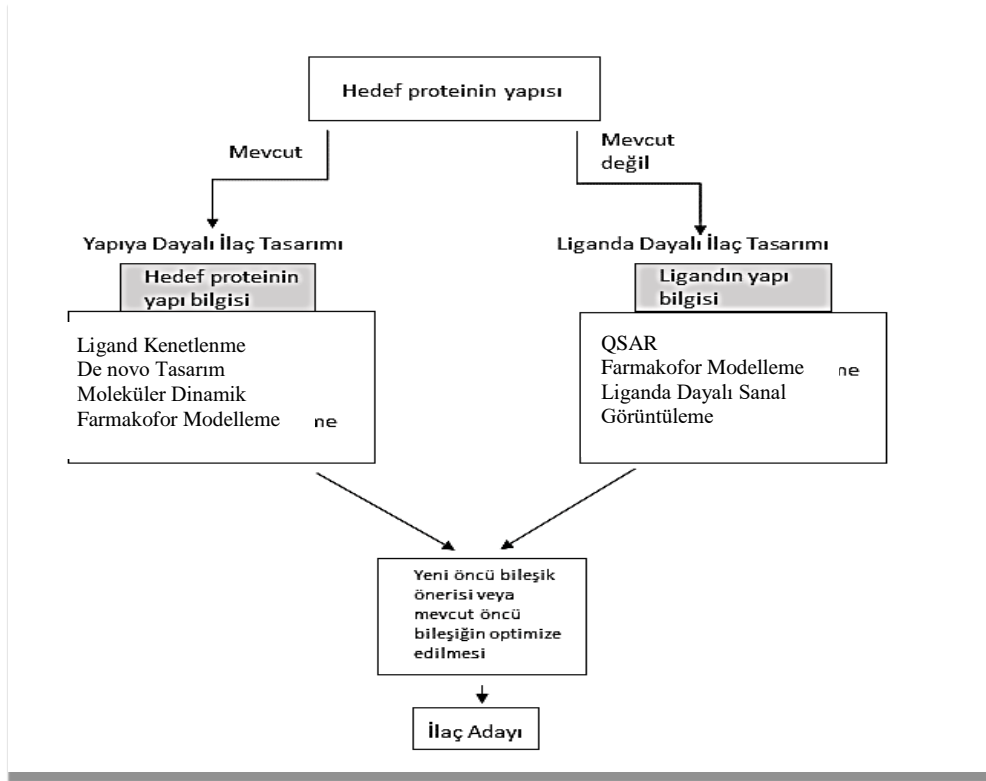 Hedef proteinin yapısı
Mevcut
Mevcut
değil
Yapıya Dayalı İlaç Tasarımı
Hedef proteinin
yapı bilgisi
Ligand Kenetlenme
De novo Tasarım
Moleküler Dinamik
Farmakofor Modelleme ne
Liganda Dayalı İlaç Tasarımı
Ligandın yapı
bilgisi
QSAR
Farmakofor Modelleme ne
Liganda Dayalı Sanal
Görüntüleme
Yeni öncü bileşik
önerisi veya
mevcut öncü
bileşiğin optimize
edilmesi
İlaç Adayı